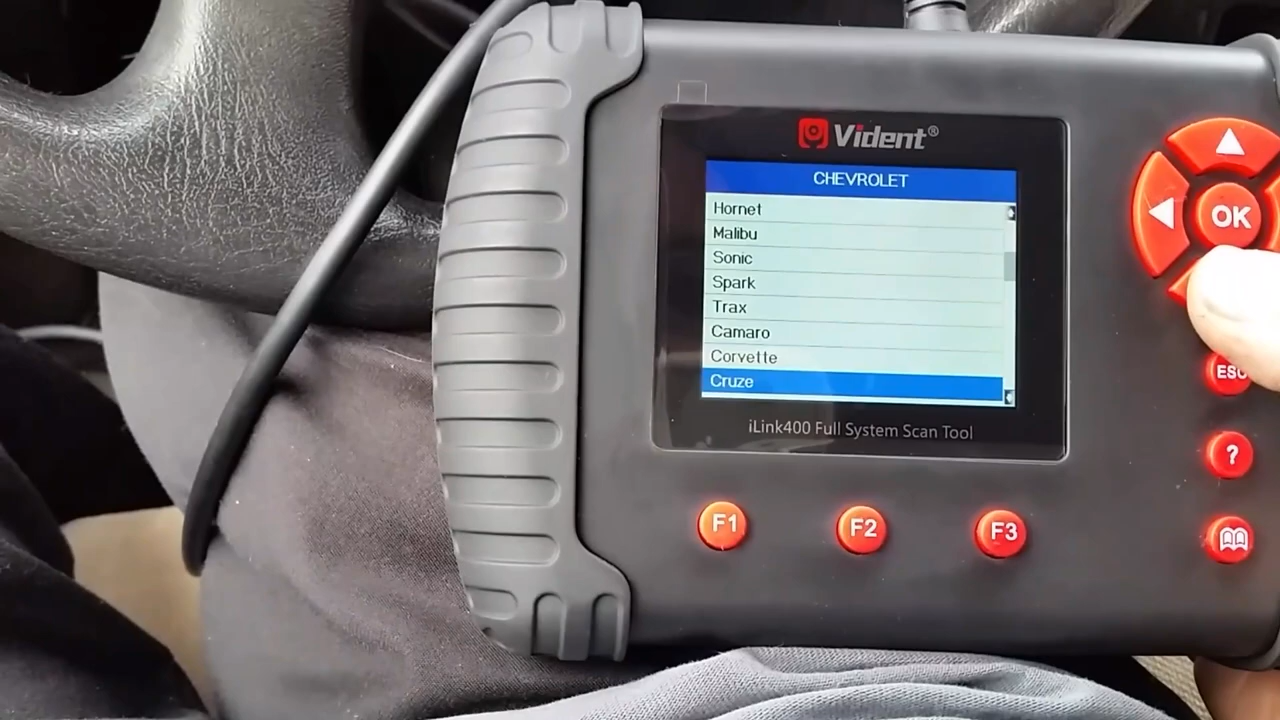 Vident®
CHEVROLET
Hornet
Malibu
Sonic
Spark
Trax
Camaro
Corvette
Cruze
iLink400 Full System Scan Tool
OK
ESC
?
F1
F2
F3